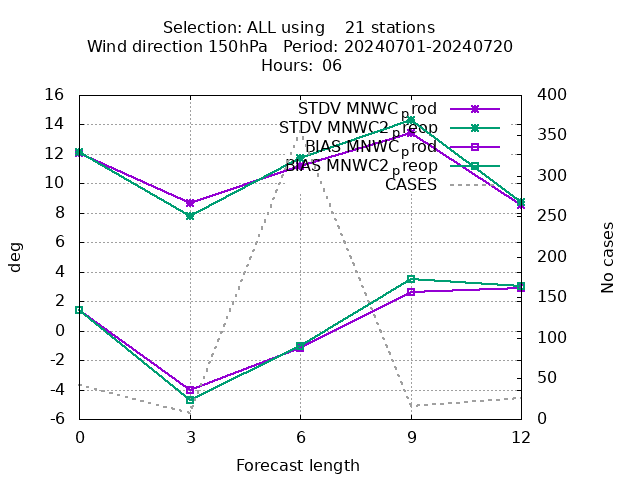 Selection: ALL using    21 stations
Wind direction 150hPa   Period: 20240701-20240720
Hours: 06
STDV MNWC_prod
STDV MNWC2_preop
BIAS MNWC_prod
BIAS MNWC2_preop
CASES
deg
16
14
12
10
8
6
4
2
0
-2
-4
-6
400
350
300
250
200
150
100
50
0
No cases
0 3 6 9 12
Forecast length